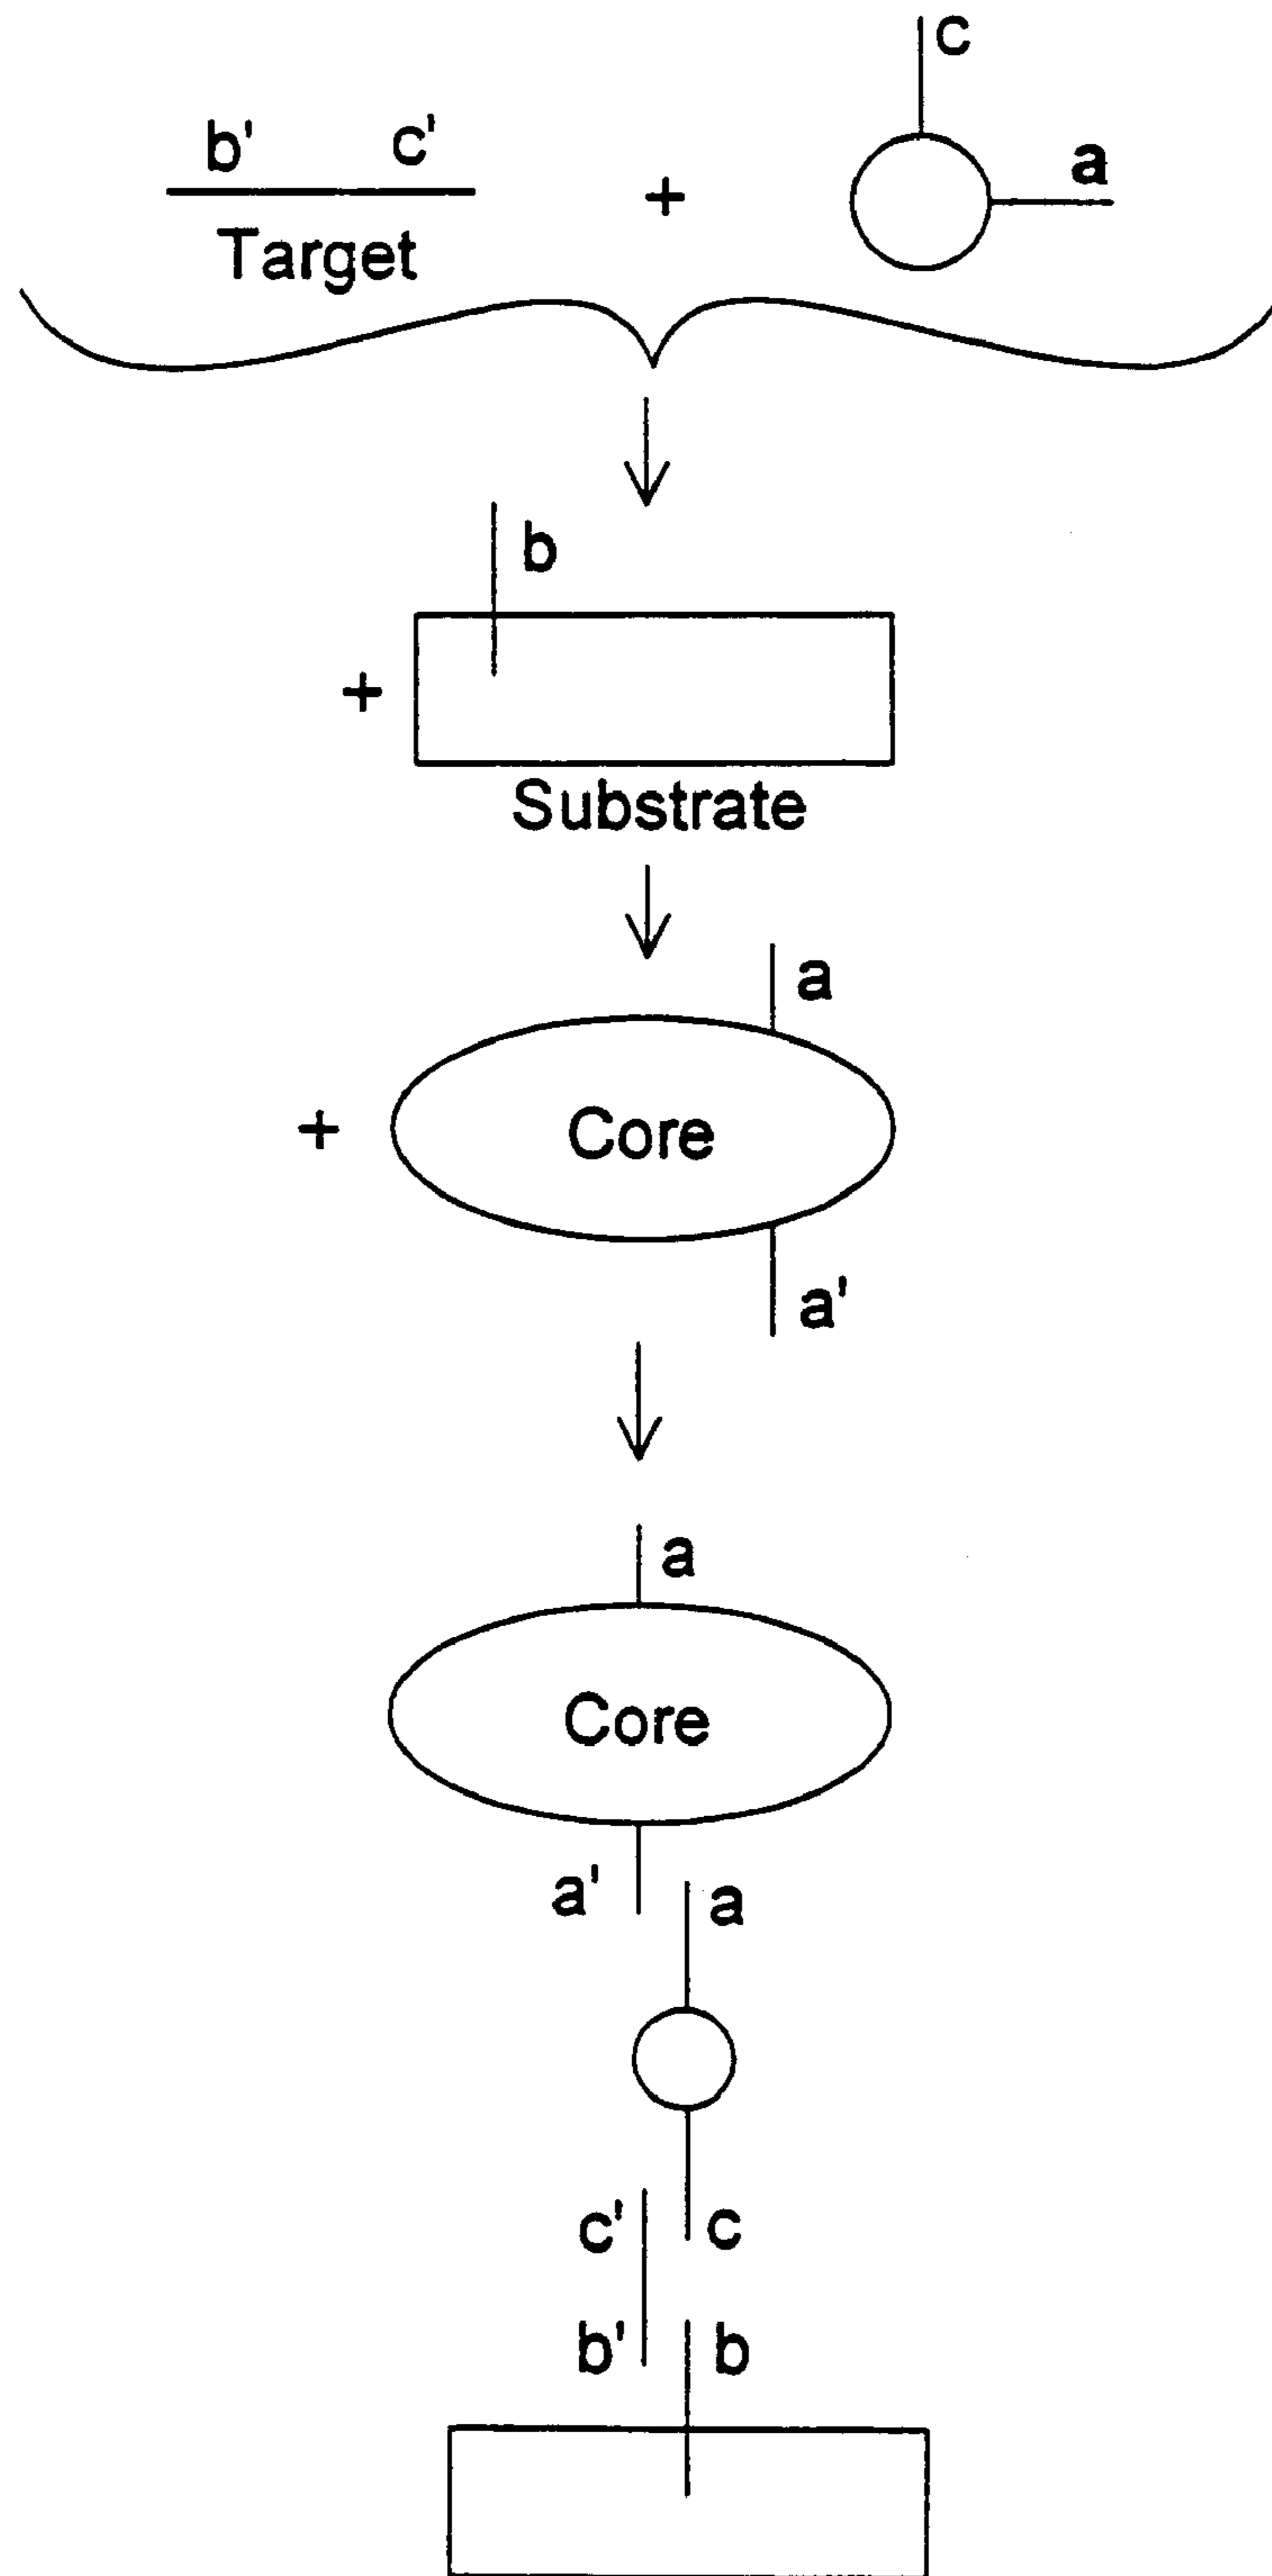 c
b' c' + a
Target
b
+
Substrate
a
+ Core
a'
a
Core
a' a
c' c
b' b